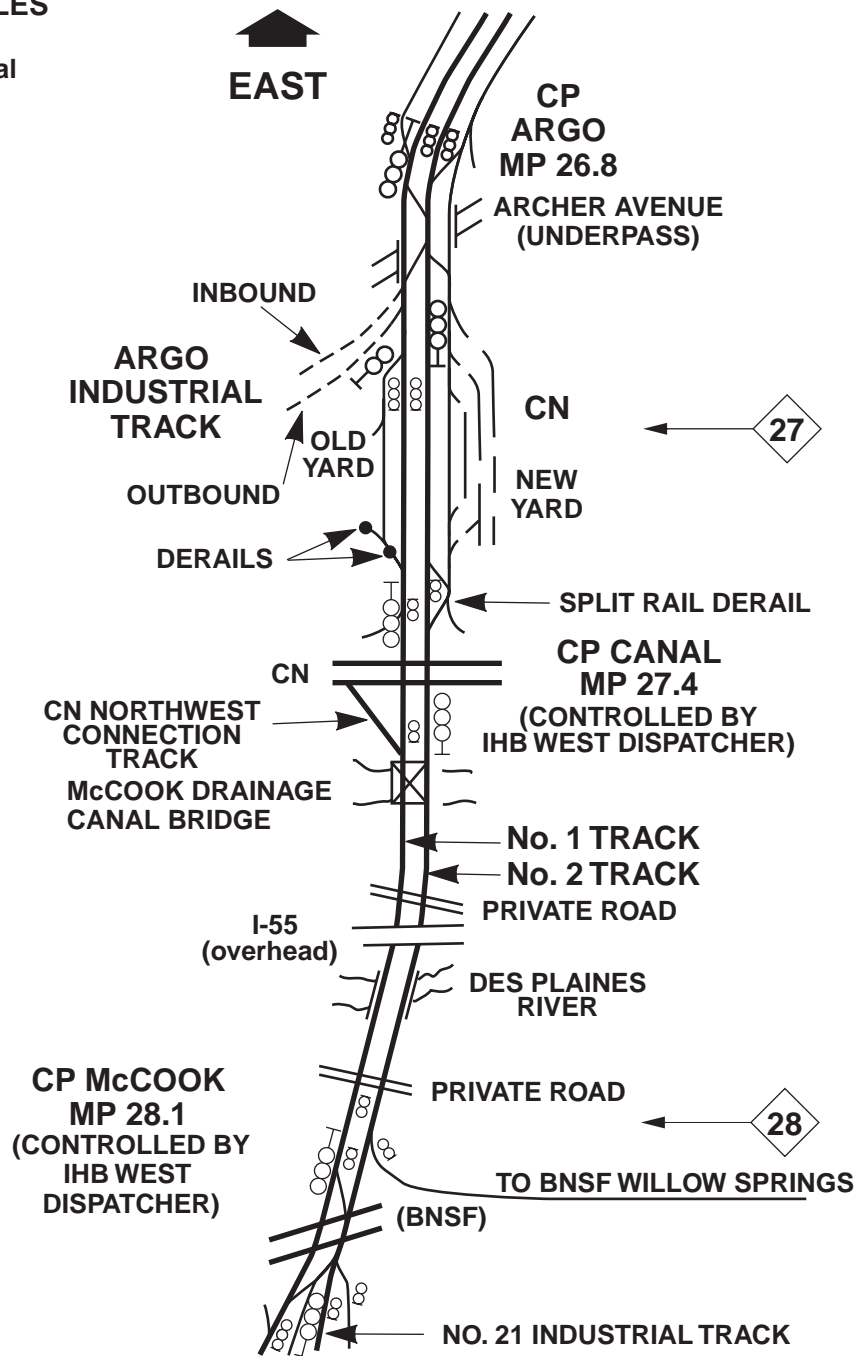 LES
al
EAST
CP
ARGO
MP 26.8
ARCHER AVENUE
(UNDERPASS)
INBOUND
ARGO
INDUSTRIAL
TRACK
CN
27
OLD
YARD
NEW
YARD
OUTBOUND
DERAILS
SPLIT RAIL DERAIL
CP CANAL
MP 27.4
(CONTROLLED BY
IHB WEST DISPATCHER)
CN
CN NORTHWEST
CONNECTION
TRACK
McCOOK DRAINAGE
CANAL BRIDGE
No. 1 TRACK
No. 2 TRACK
PRIVATE ROAD
I-55
(overhead)
DES PLAINES
RIVER
CP McCOOK
MP 28.1
(CONTROLLED BY
IHB WEST
DISPATCHER)
PRIVATE ROAD
28
TO BNSF WILLOW SPRINGS
(BNSF)
NO. 21 INDUSTRIAL TRACK